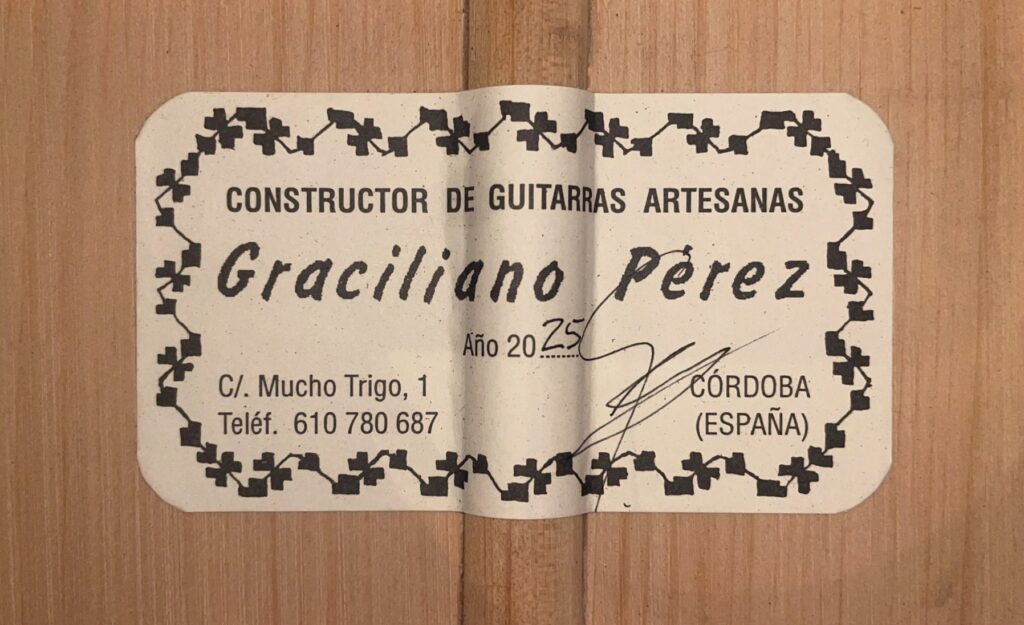 CONSTRUCTOR DE GUITARRAS ARTESANAS
Graciliano Pérez
Año 2025
C/. Mucho Trigo, 1
Teléf. 610 780 687
CÓRDOBA
(ESPAÑA)